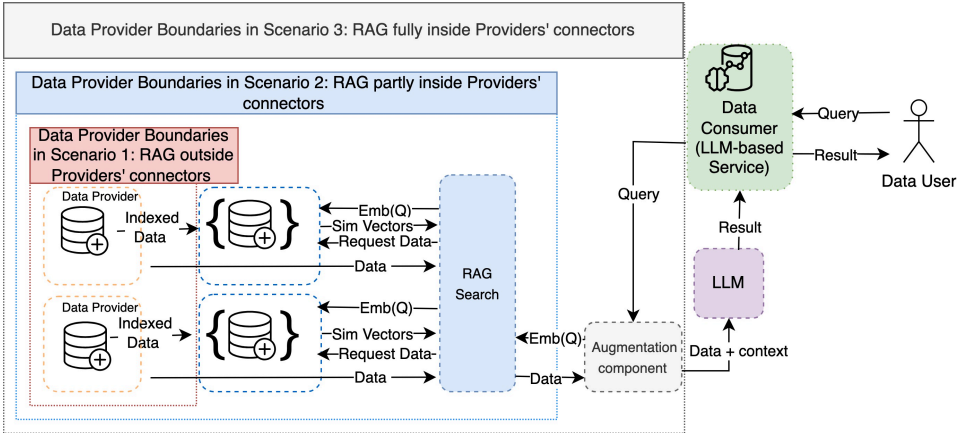 Data Provider Boundaries in Scenario 3: RAG fully inside Providers' connectors
Data Provider Boundaries in Scenario 2: RAG partly inside Providers'
connectors
Data Provider Boundaries
in Scenario 1: RAG outside
Providers' connectors
Data Provider
Indexed
Data
{ }
Emb(Q)
Sim Vectors
Request Data
Data
Data Provider
Indexed
Data
{ }
Emb(Q)
Sim Vectors
Request Data
Data
RAG
Search
Emb(Q)
Data
Augmentation
component
Query
Data + context
LLM
Result
Data
Consumer
(LLM-based
Service)
Query
Result
Data User